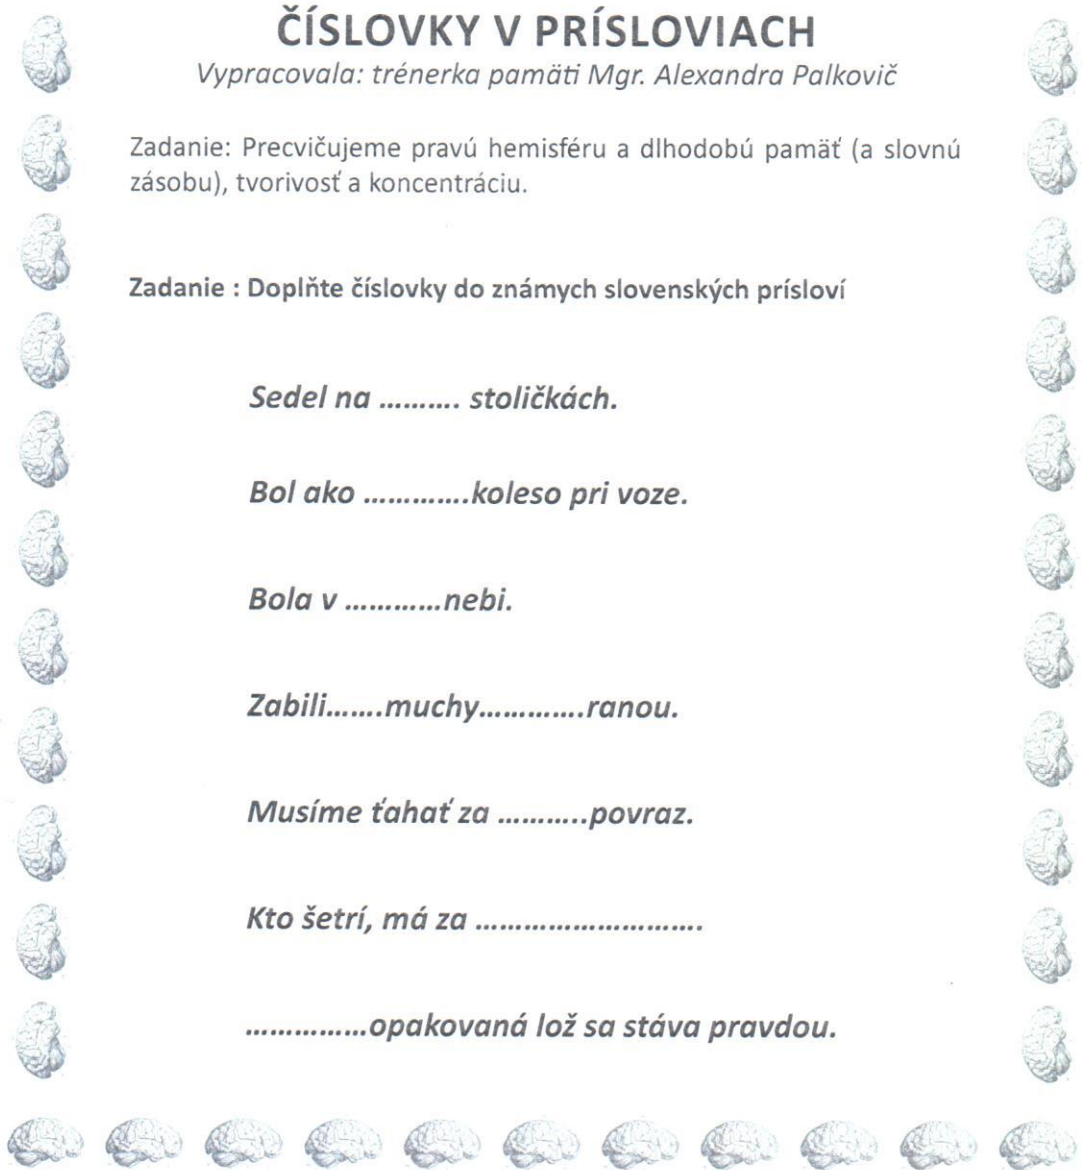 ČÍSLOVKY V PRÍSLOVIACH
Vypracovala: trénerka pamäti Mgr. Alexandra Palkovič
Zadanie: Precvičujeme pravú hemisféru a dlhodobú pamäť (a slovnú
zásobu), tvorivosť a koncentráciu.
Zadanie : Doplňte číslovky do známych slovenských prísloví
Sedel na .......... stoličkách.
Bol ako .............koleso pri voze.
Bola v ............nebi.
Zabili.......muchy.............ranou.
Musíme ťahať za ...........povraz.
Kto šetrí, má za ............................
...............opakovaná lož sa stáva pravdou.